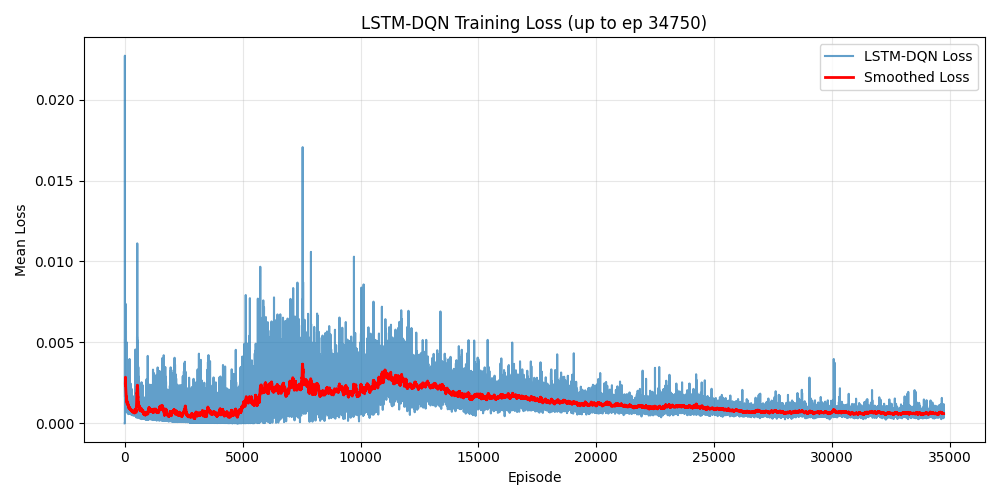 LSTM-DQN Training Loss (up to ep 34750)
LSTM-DQN Loss
Smoothed Loss
Mean Loss
0.020
0.015
0.010
0.005
0.000
0
5000
10000
15000
20000
25000
30000
35000
Episode